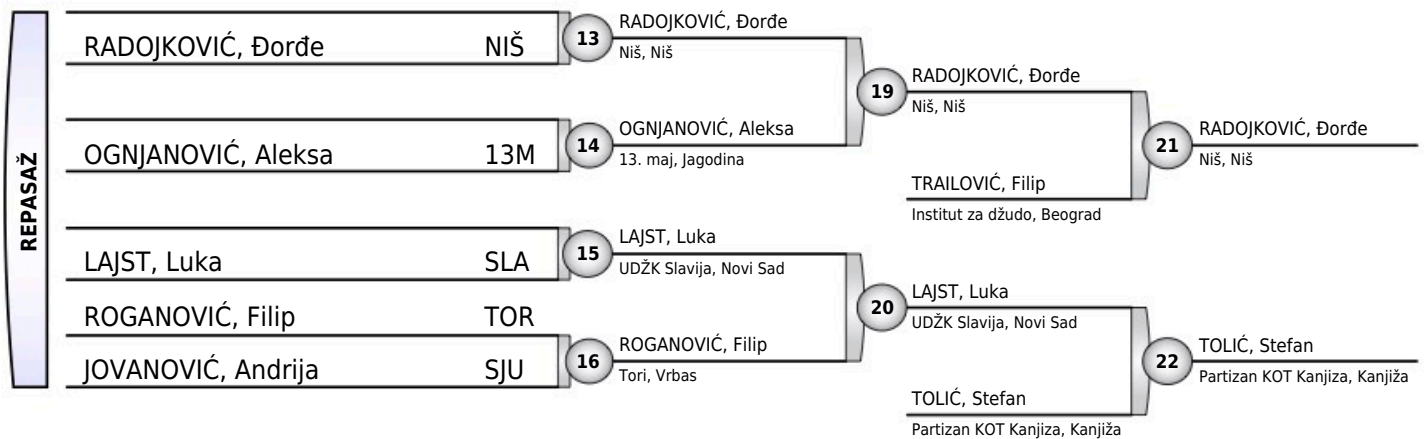 REPASAŽ
RADOJKOVIĆ, Đorđe NIŠ
OGNJANOVIĆ, Aleksa 13M
LAJST, Luka SLA
ROGANOVIĆ, Filip TOR
JOVANOVIĆ, Andrija SJU
13
RADOJKOVIĆ, Đorđe
Niš, Niš
14
OGNJANOVIĆ, Aleksa
13. maj, Jagodina
15
LAJST, Luka
UDŽK Slavija, Novi Sad
16
ROGANOVIĆ, Filip
Tori, Vrbas
19
RADOJKOVIĆ, Đorđe
Niš, Niš
TRAILOVIĆ, Filip
Institut za džudo, Beograd
20
LAJST, Luka
UDŽK Slavija, Novi Sad
TOLIĆ, Stefan
Partizan KOT Kanjiza, Kanjiža
21
RADOJKOVIĆ, Đorđe
Niš, Niš
22
TOLIĆ, Stefan
Partizan KOT Kanjiza, Kanjiža